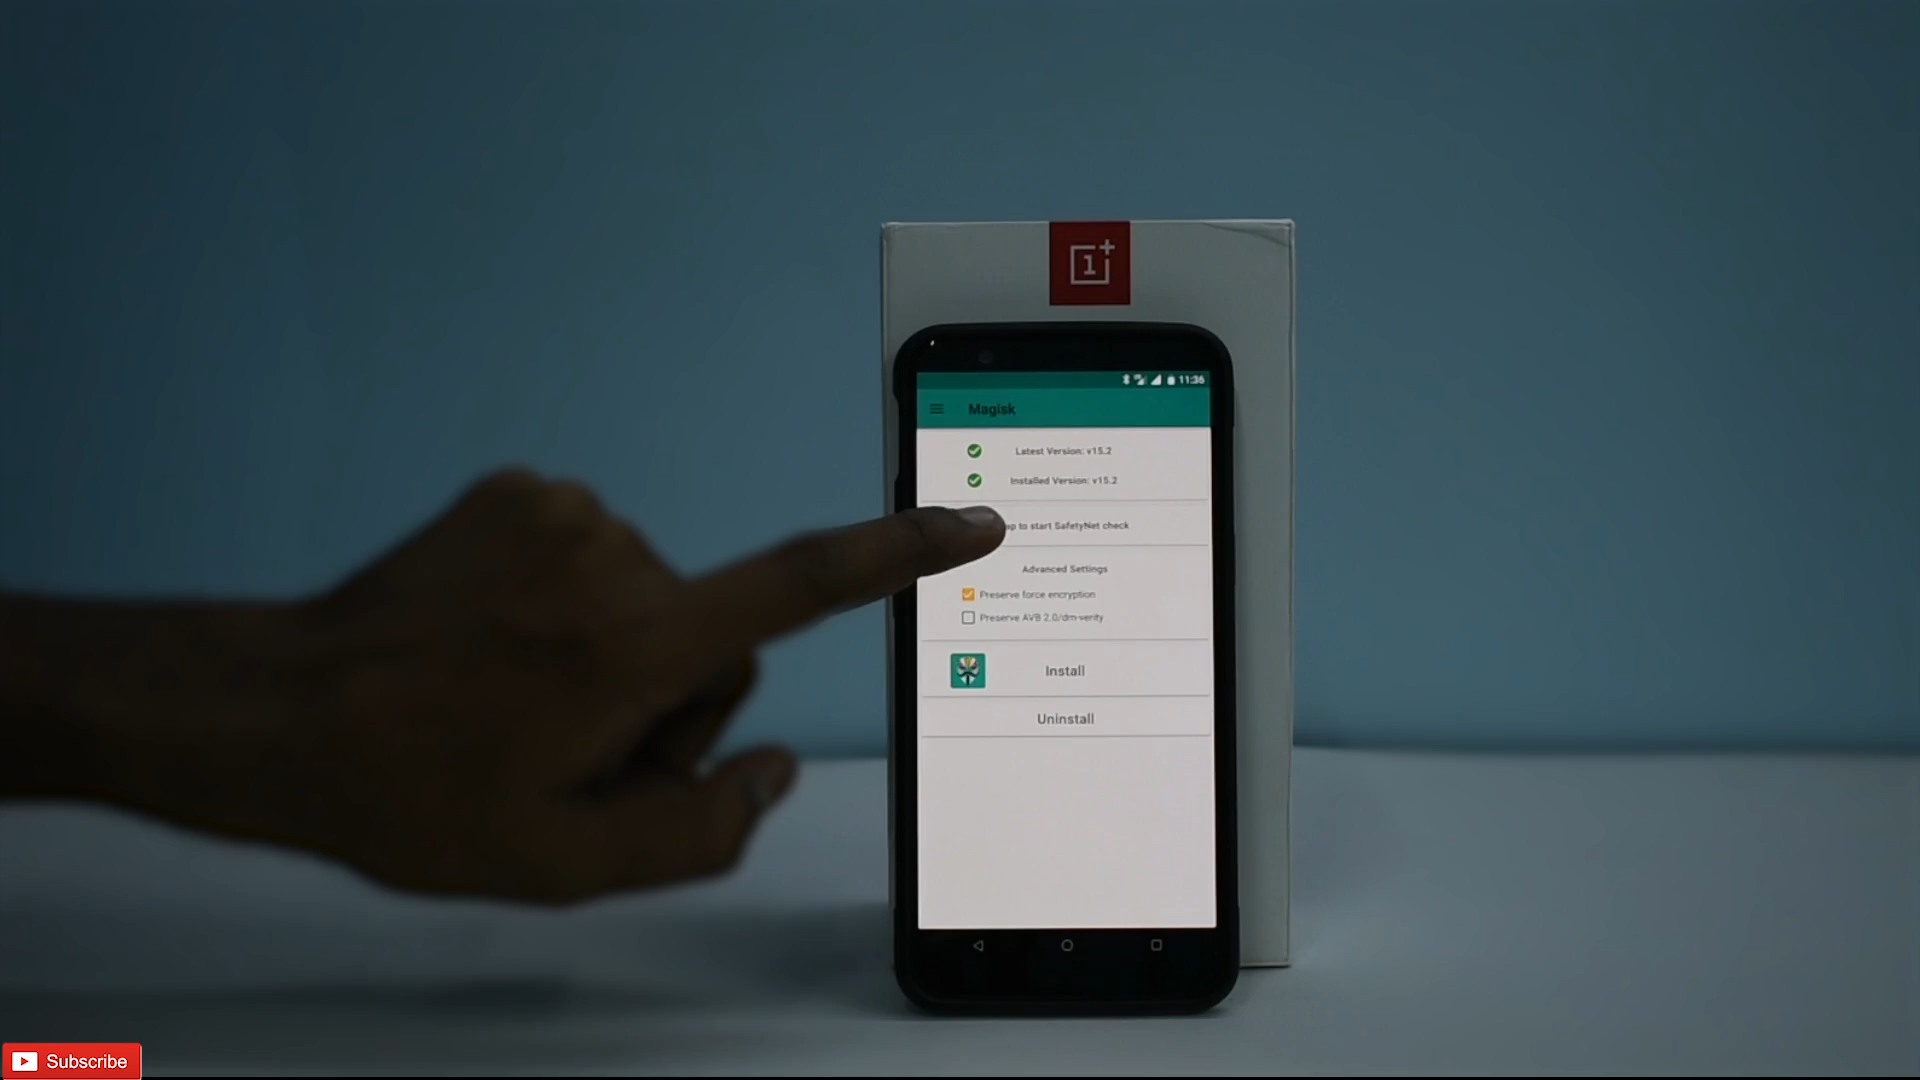 1+
11:36
Magisk
Latest Version: v15.2
Installed Version: v15.2
to start SafetyNet check
Advanced Settings
Preserve force encryption
Preserve AVB 2.0/dm-verity
Install
Uninstall
Subscribe